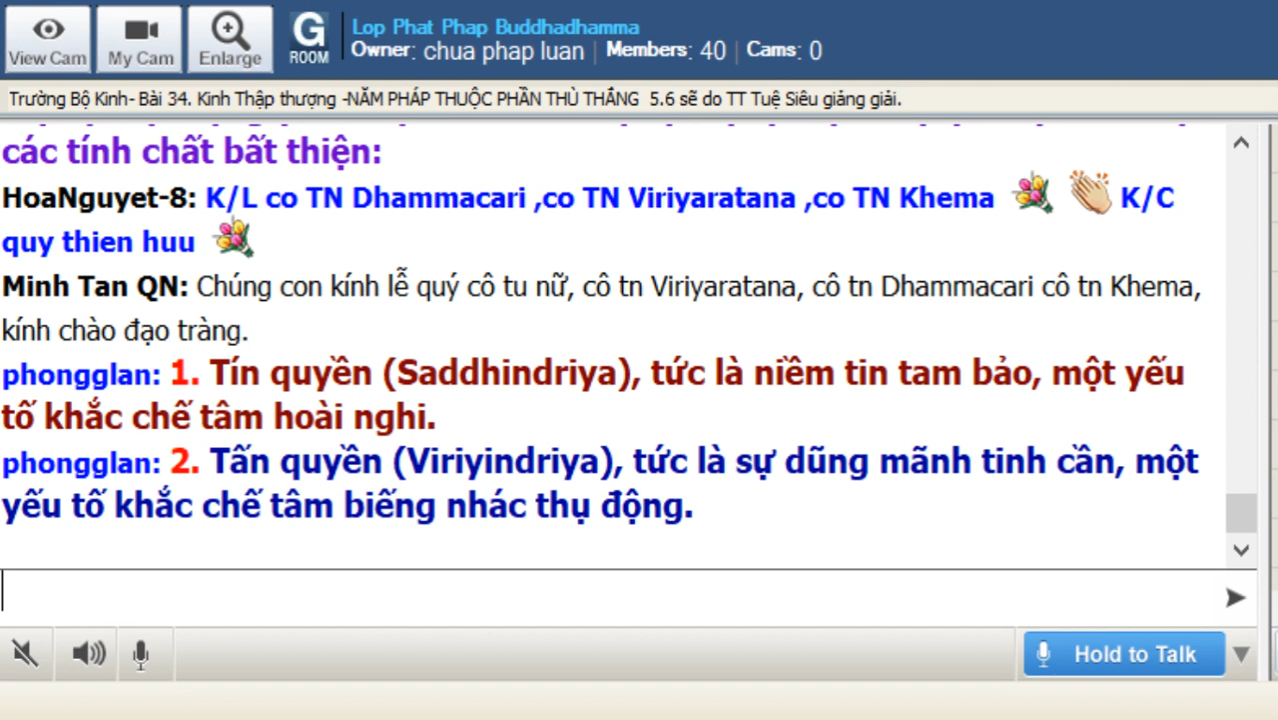 View Cam
My Cam
Enlarge
G ROOM
Lop Phat Phap Buddhadhamma
Owner: chua phap luan | Members: 40 | Cams: 0
Trường Bộ Kinh- Bài 34. Kinh Thập thượng -NĂM PHÁP THUỘC PHẦN THÙ THẮNG 5.6 sẽ do TT Tuệ Siêu giảng giải.
các tính chất bất thiện:
HoaNguyet-8: K/L co TN Dhammacari ,co TN Viriyaratana ,co TN Khema K/C
quy thien huu
Minh Tan QN: Chúng con kính lễ quý cô tu nữ, cô tn Viriyaratana, cô tn Dhammacari cô tn Khema,
kính chào đạo tràng.
phongglan: 1. Tín quyền (Saddhindriya), tức là niềm tin tam bảo, một yếu
tố khắc chế tâm hoài nghi.
phongglan: 2. Tấn quyền (Viriyindriya), tức là sự dũng mãnh tinh cần, một
yếu tố khắc chế tâm biếng nhác thụ động.
Hold to Talk